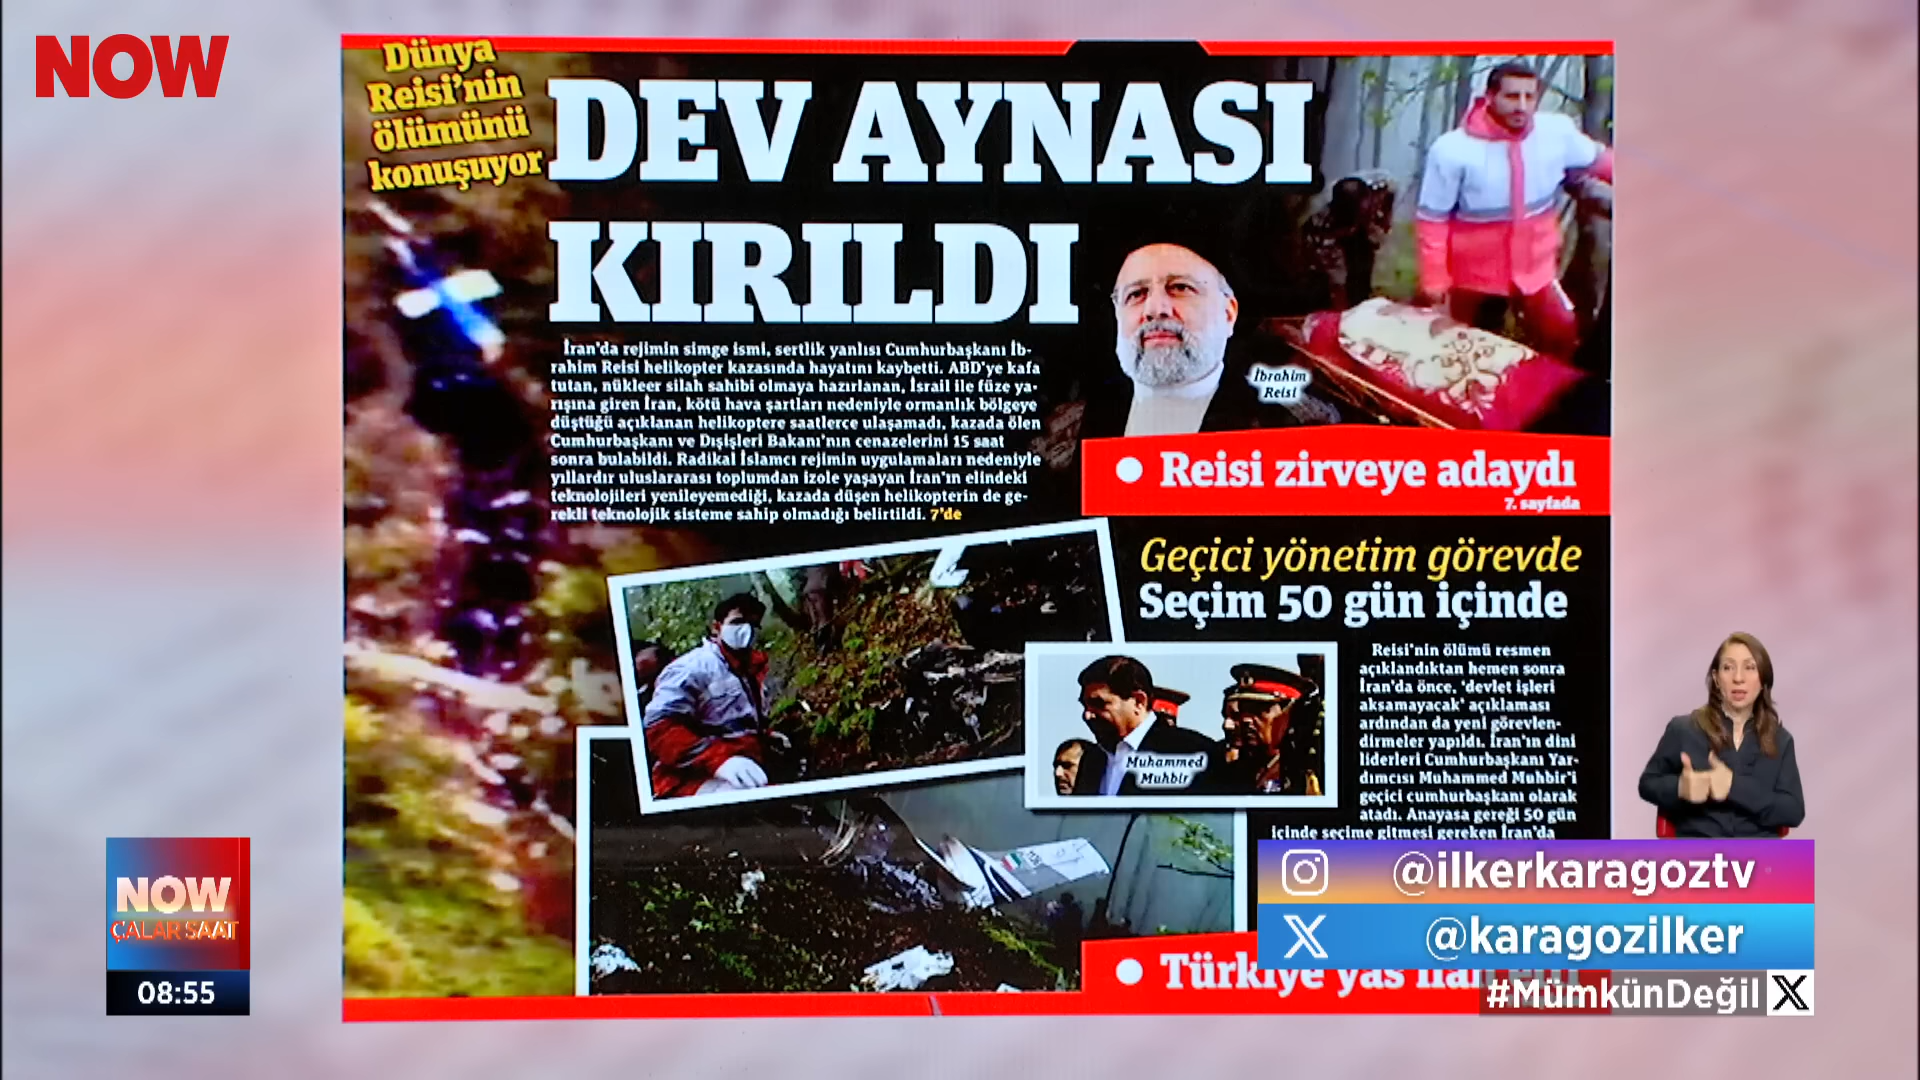 NOW
Dünya
Reisi'nin
ölümünü
konuşuyor
DEV AYNASI
KIRILDI
İran'da rejimin simge ismi, sertlik yanlısı Cumhurbaşkanı İb-
rahim Reisi helikopter kazasında hayatını kaybetti. ABD'ye kafa
tutan, nükleer silah sahibi olmaya hazırlanan, İsrail ile füze ya-
rışına giren İran, kötü hava şartları nedeniyle ormanlık bölgeye
düştüğü açıklanan helikoptere saatlerce ulaşamadı, kazada ölen
Cumhurbaşkanı ve Dışişleri Bakanı'nın cenazelerini 15 saat
sonra bulabildi. Radikal İslamcı rejimin uygulamaları nedeniyle
yıllardır uluslararası toplumdan izole yaşayan İran'ın elindeki
teknolojileri yenileyemediği, kazada düşen helikopterin de ge-
rekli teknolojik sisteme sahip olmadığı belirtildi. 7'de
İbrahim
Reisi
Reisi zirveye adaydı
7. sayfada
Geçici yönetim görevde
Seçim 50 gün içinde
Reisi'nin ölümü resmen
açıklandıktan hemen sonra
İran'da önce, 'devlet işleri
aksamayacak' açıklaması
ardından da yeni görevlen-
dirmeler yapıldı. İran'ın dini
liderleri Cumhurbaşkanı Yar-
dımcısı Muhammed Muhbir'i
geçici cumhurbaşkanı olarak
atadı. Anayasa gereği 50 gün
içinde seçime gitmesi gereken İran'da
Muhammed
Muhbir
Türkiye yas
@ilkerkaragoztv
@karagozilker
#MümkünDeğil X
NOW
ÇALAR SAAT
08:55